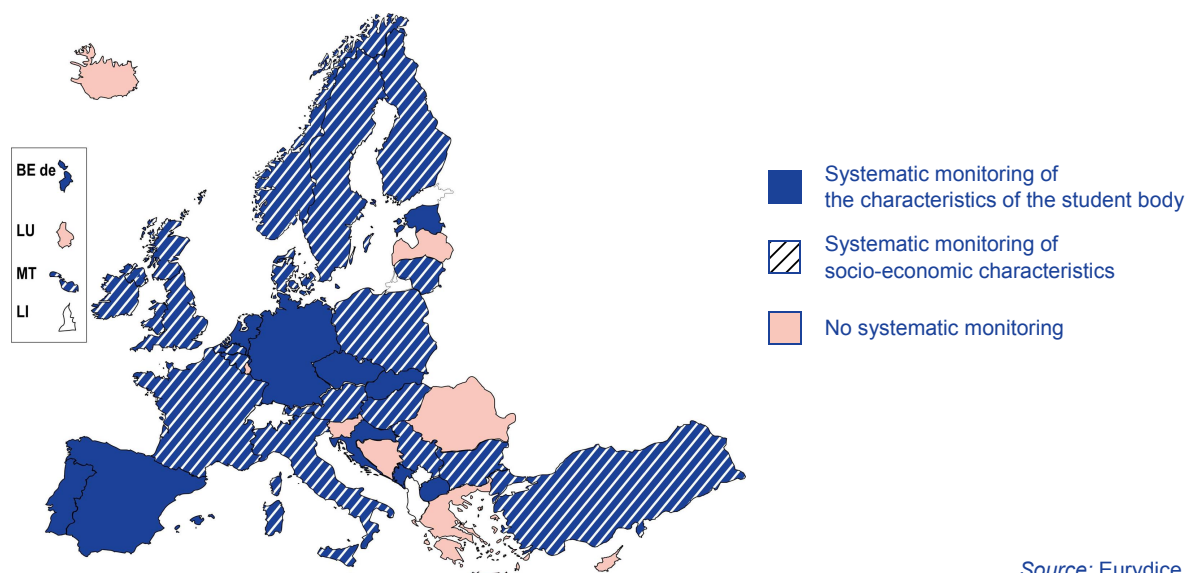 BE de
LU
MT
LI
Systematic monitoring of
the characteristics of the student body
Systematic monitoring of
socio-economic characteristics
No systematic monitoring
Source: Eurydice